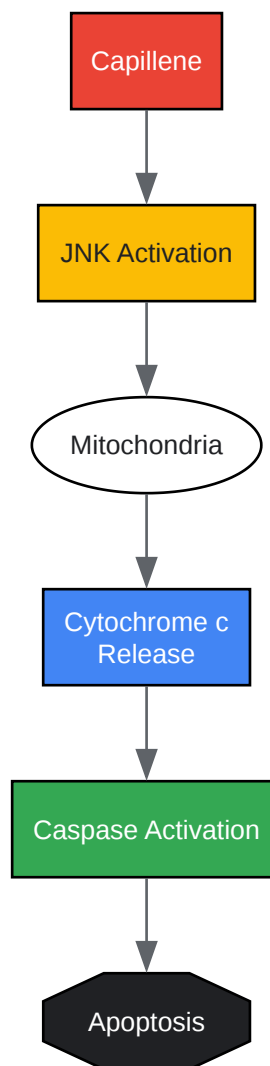 Capillene
JNK Activation
Mitochondria
Cytochrome c
Release
Caspase Activation
Apoptosis